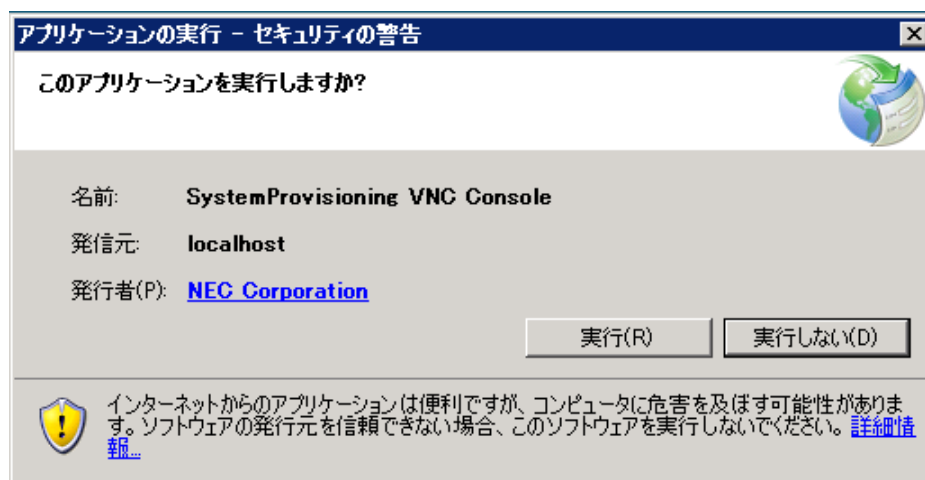 アプリケーションの実行 - セキュリティの警告
このアプリケーションを実行しますか?
名前: SystemProvisioning VNC Console
発信元: localhost
発行者(P): NEC Corporation
実行(R) 実行しない(D)
インターネットからのアプリケーションは便利ですが、コンピュータに危害を及ぼす可能性がありま
す。ソフトウェアの発行元を信頼できない場合、このソフトウェアを実行しないでください。詳細情
報...